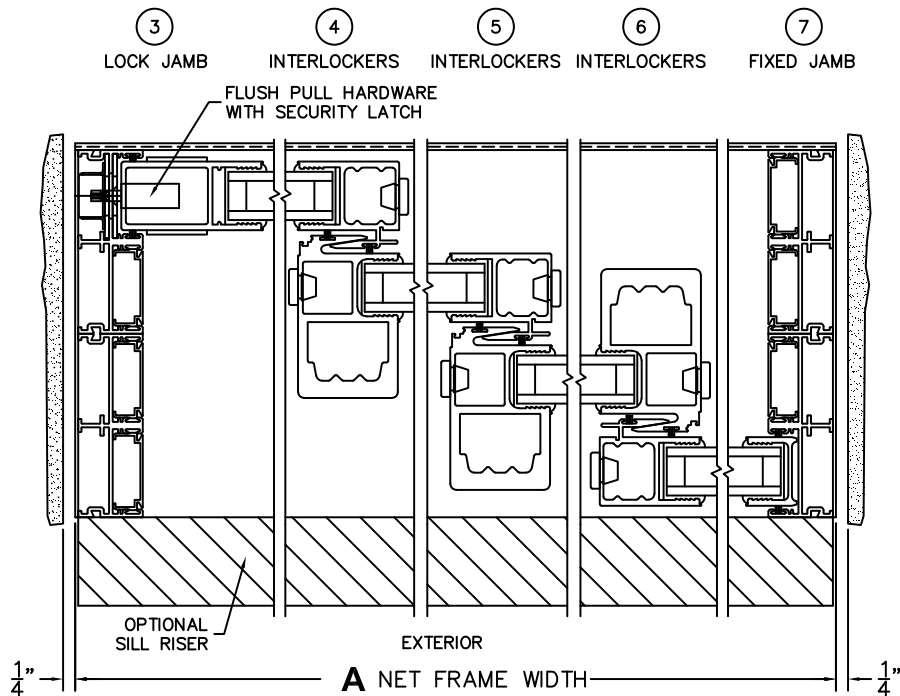 3 4 5 6 7
LOCK JAMB INTERLOCKERS INTERLOCKERS INTERLOCKERS FIXED JAMB
FLUSH PULL HARDWARE
WITH SECURITY LATCH
OPTIONAL
SILL RISER
EXTERIOR
1/4" A NET FRAME WIDTH 1/4"